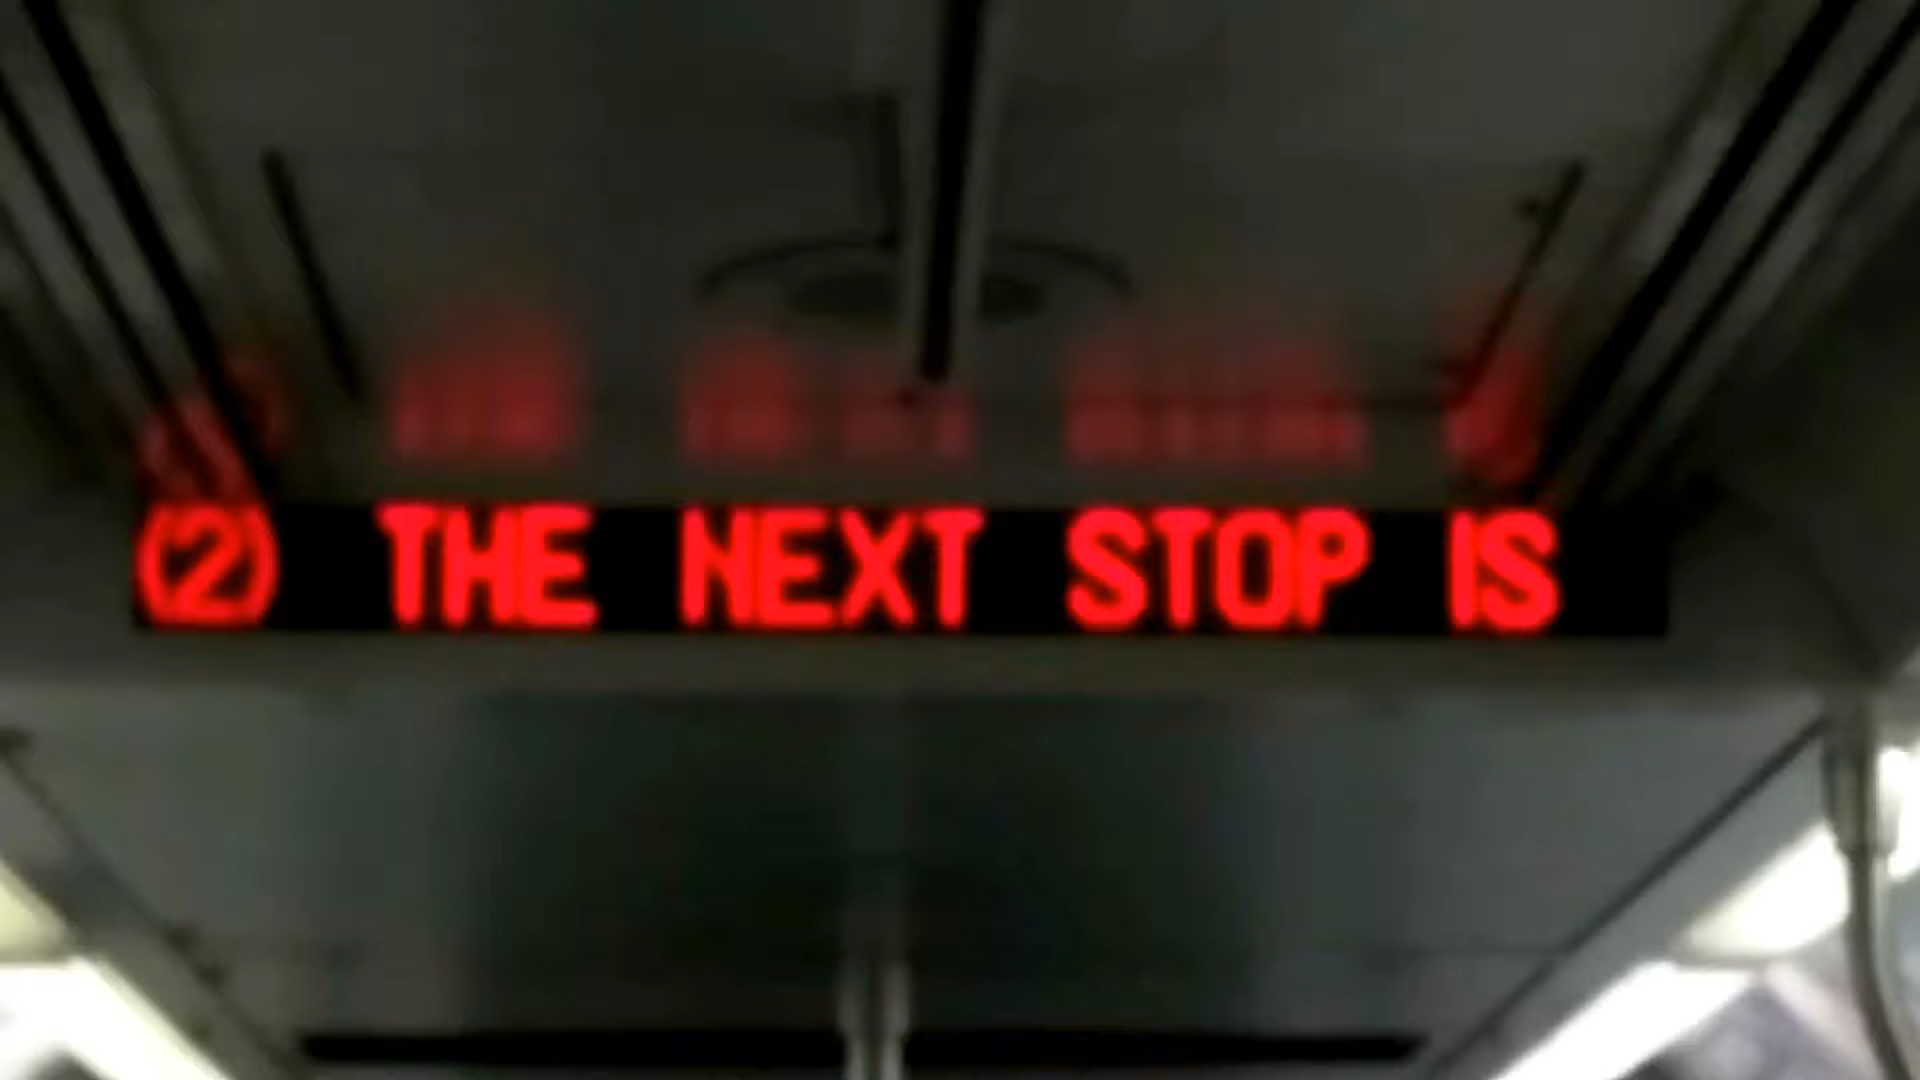 ② THE NEXT STOP IS